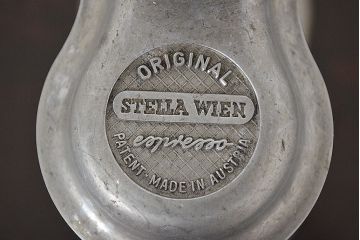 ORIGINAL
STELLA WIEN
espresso
PATENT-MADE IN AUSTRIA